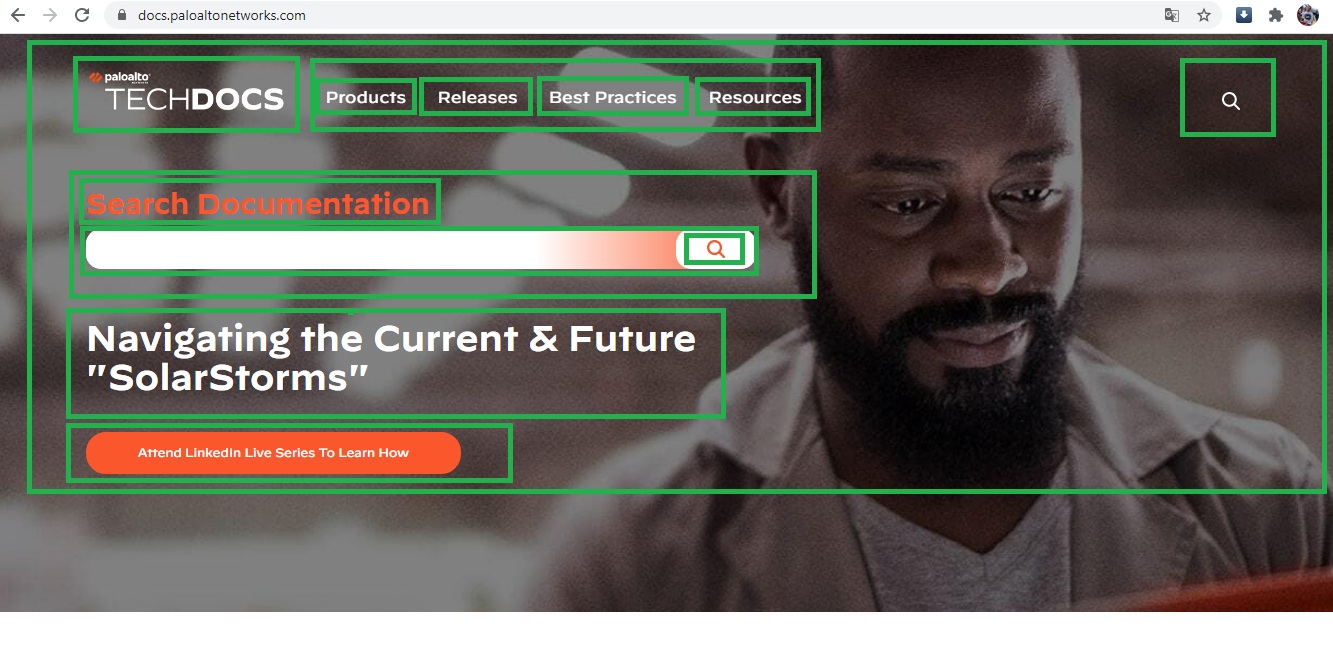 docs.paloaltonetworks.com
paloalto
TECHDOCS
Products Releases Best Practices Resources
Search Documentation
Navigating the Current & Future
"SolarStorms"
Attend LinkedIn Live Series To Learn How